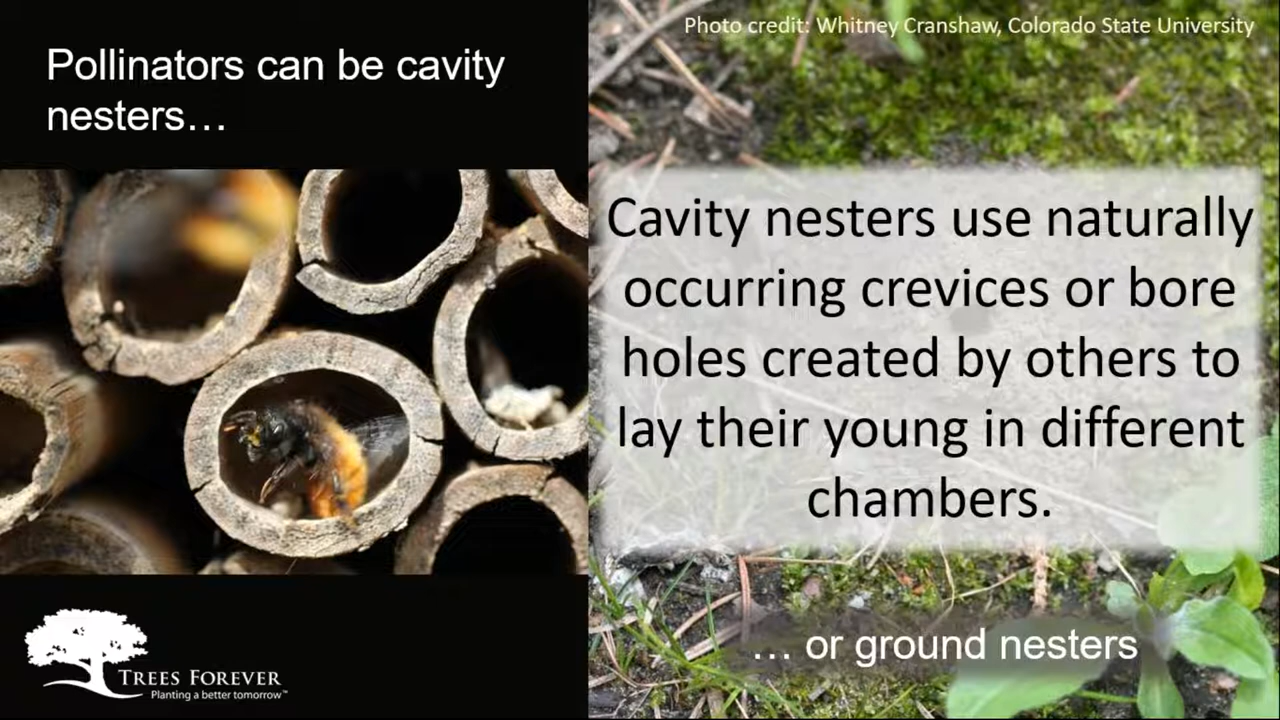 Pollinators can be cavity
nesters…
Photo credit: Whitney Cranshaw, Colorado State University
Cavity nesters use naturally
occurring crevices or bore
holes created by others to
lay their young in different
chambers.
… or ground nesters
TREES FOREVER
Planting a better tomorrow™